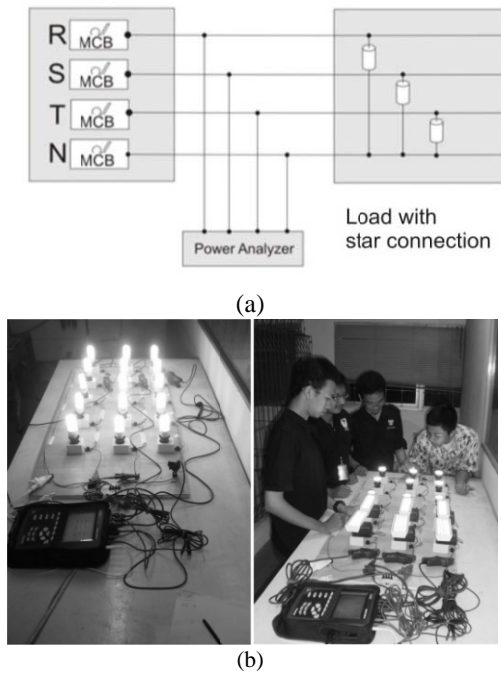 R MCB
S MCB
T MCB
N MCB
Power Analyzer
Load with
star connection
(a)
(b)